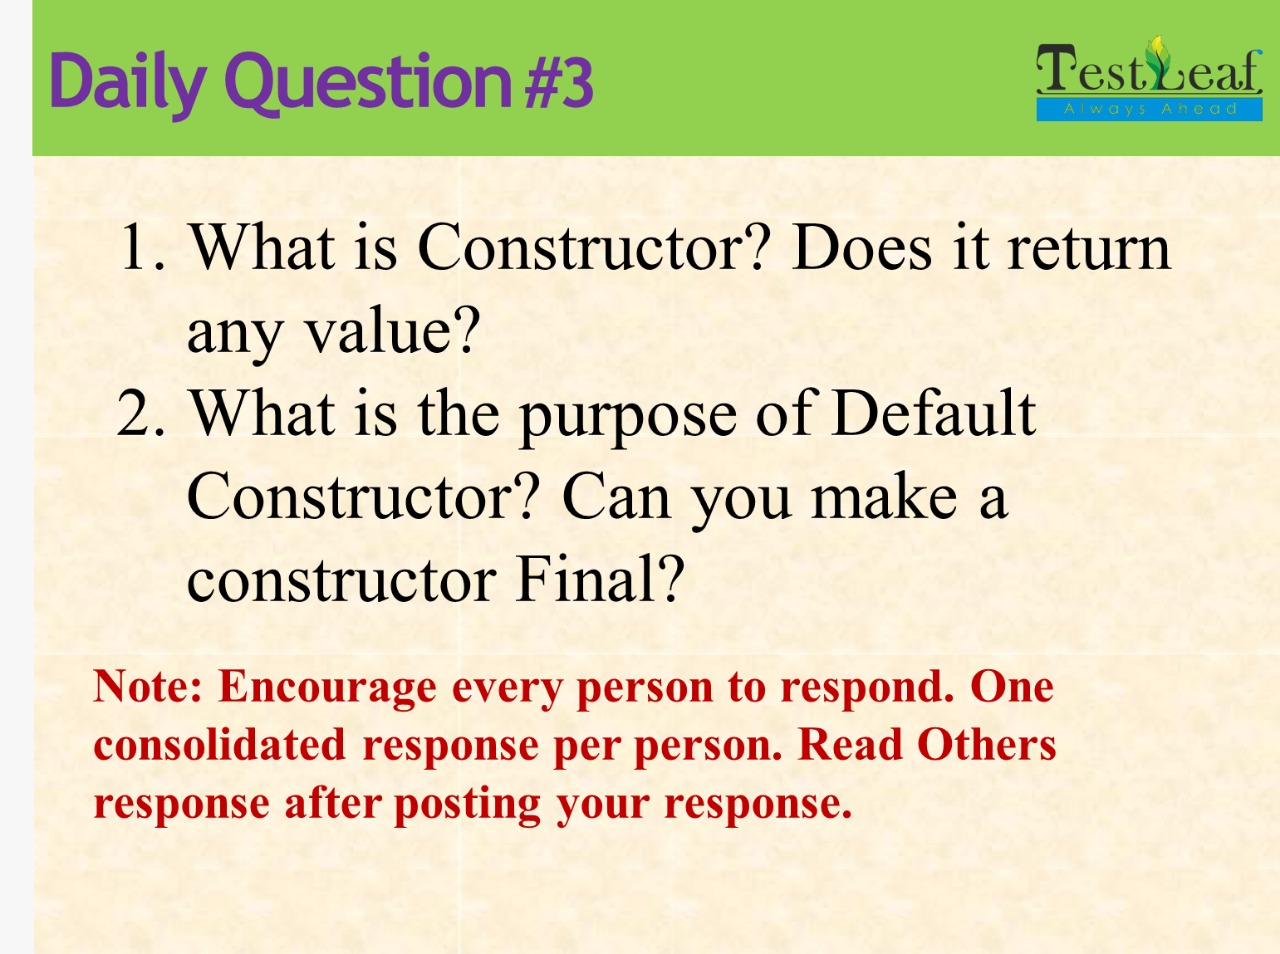 Daily Question #3
TestLeaf
Always Ahead
1. What is Constructor? Does it return
any value?
2. What is the purpose of Default
Constructor? Can you make a
constructor Final?
Note: Encourage every person to respond. One
consolidated response per person. Read Others
response after posting your response.